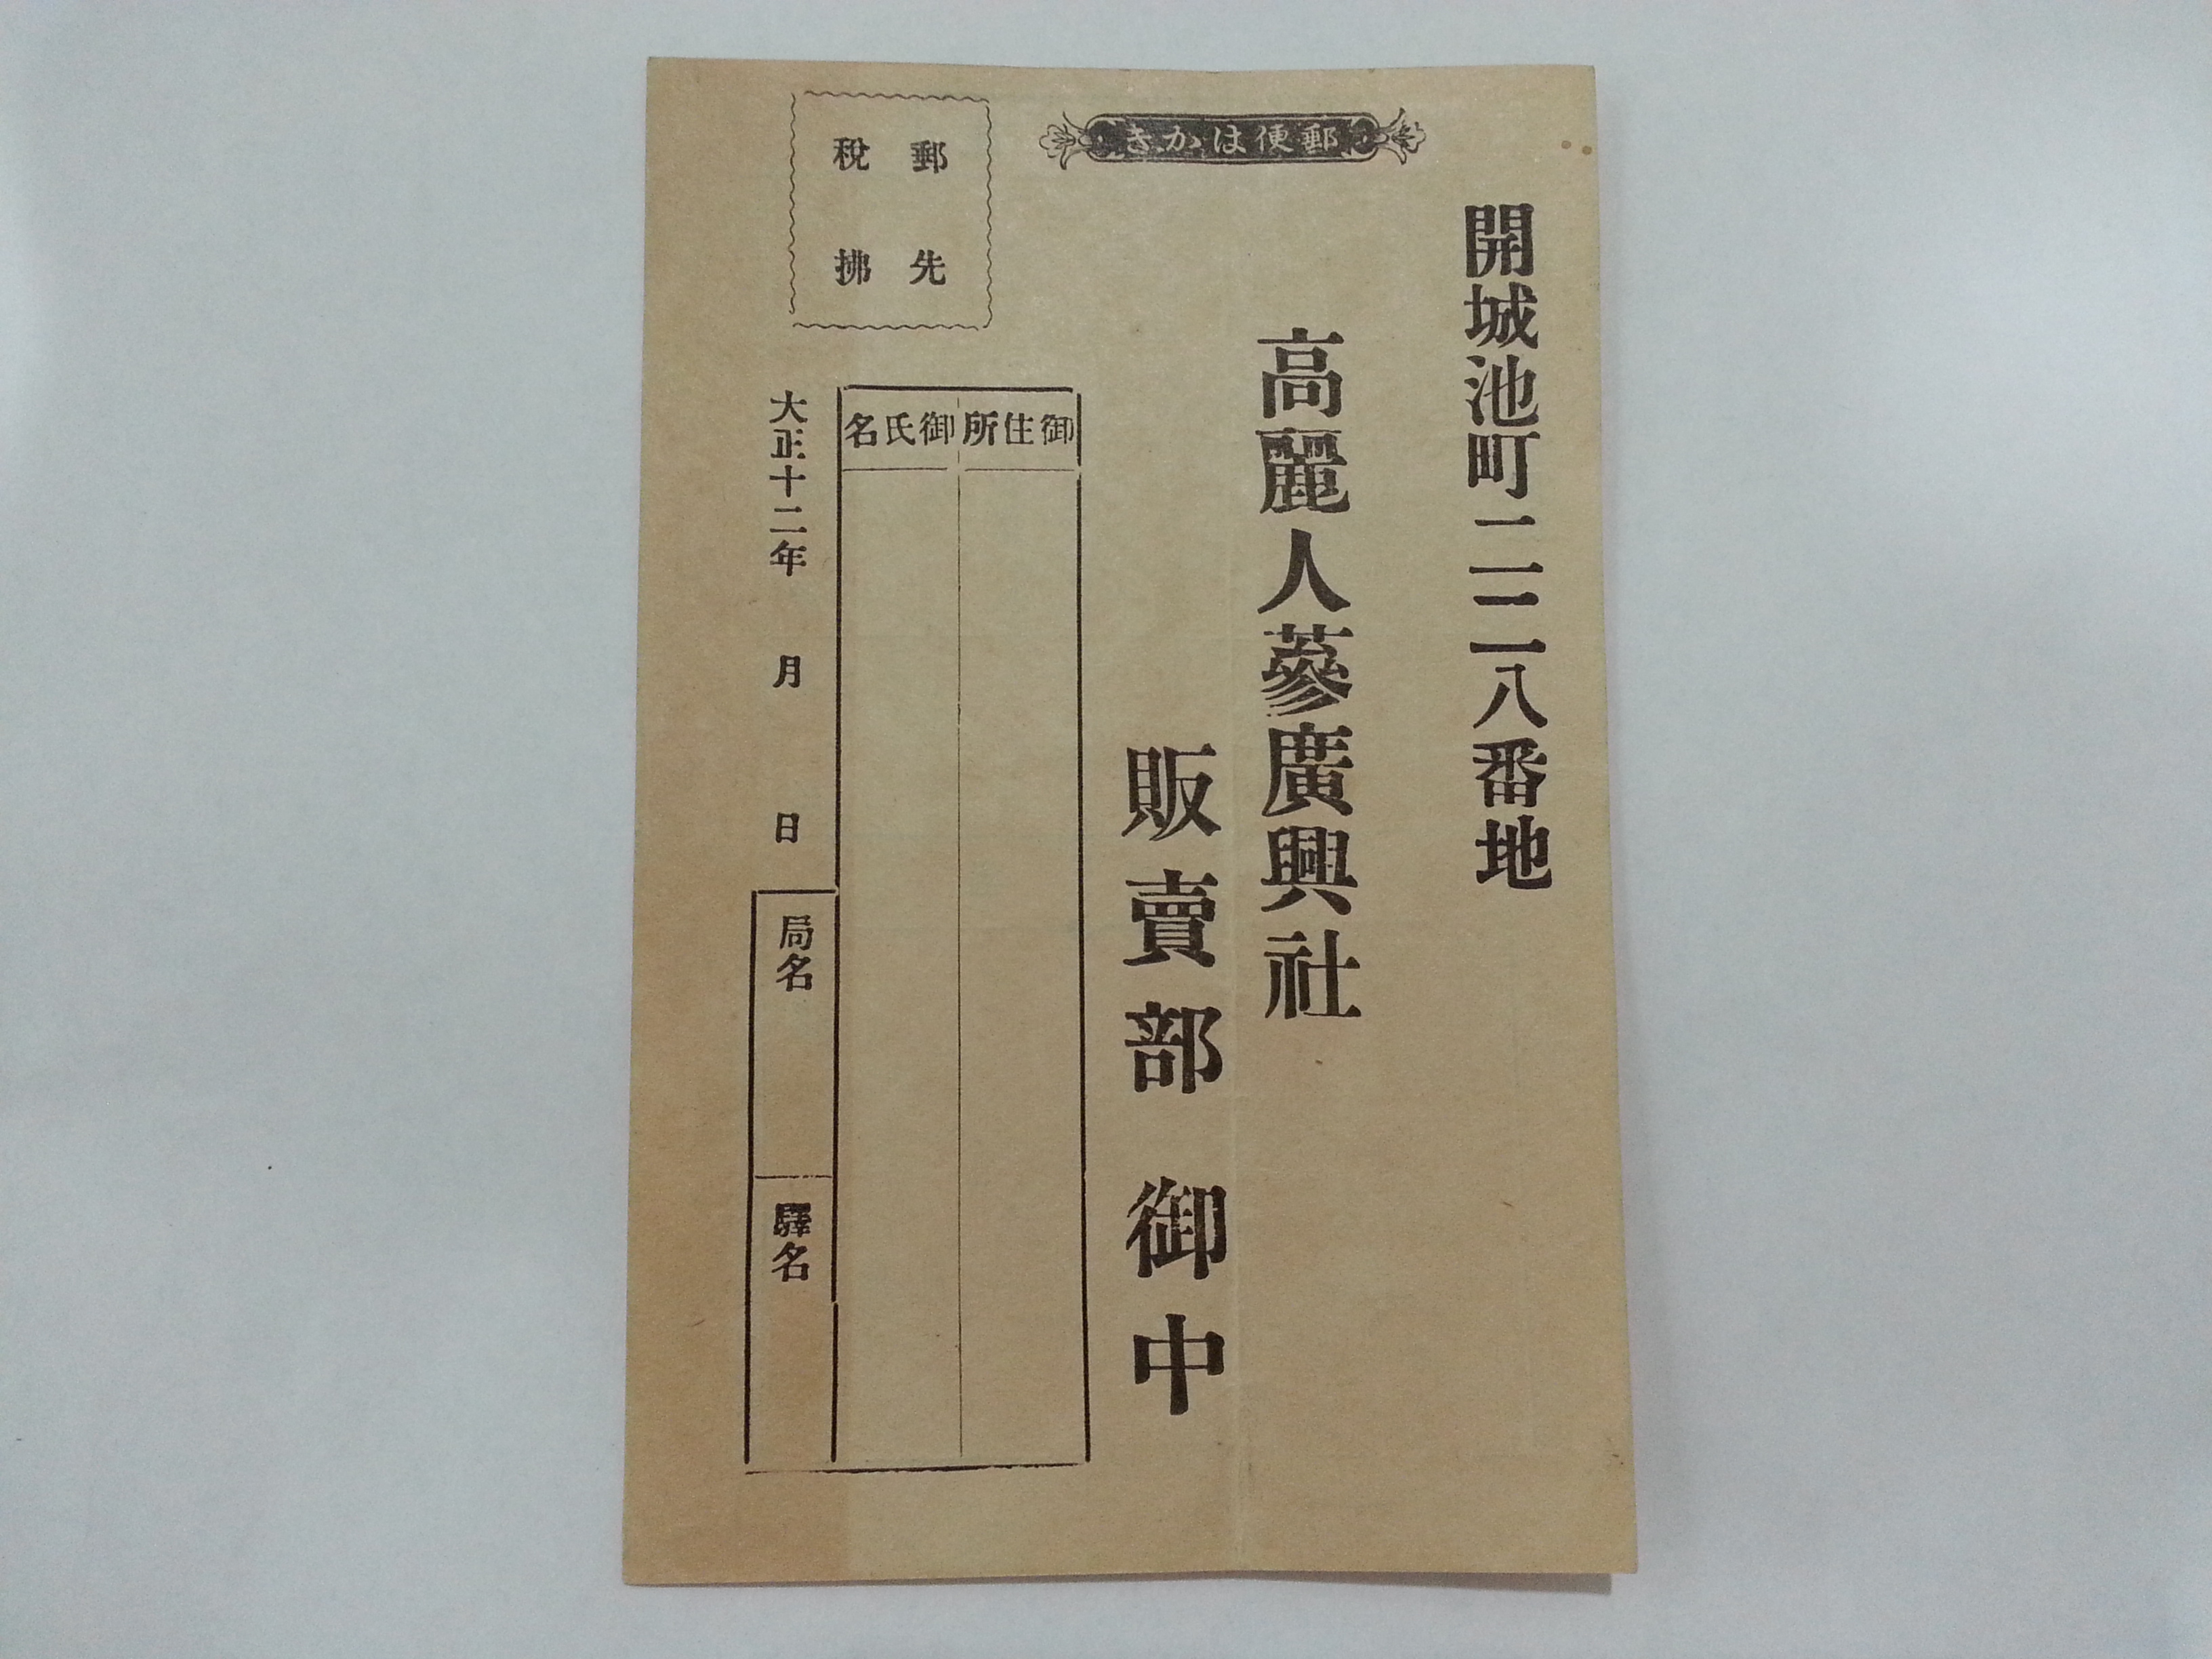 郵便はかき
開城池町二二八番地
高麗人蔘廣興社
販賣部 御中
郵稅
先拂
御住所
御氏名
大正十二年 月 日
局名
驛名